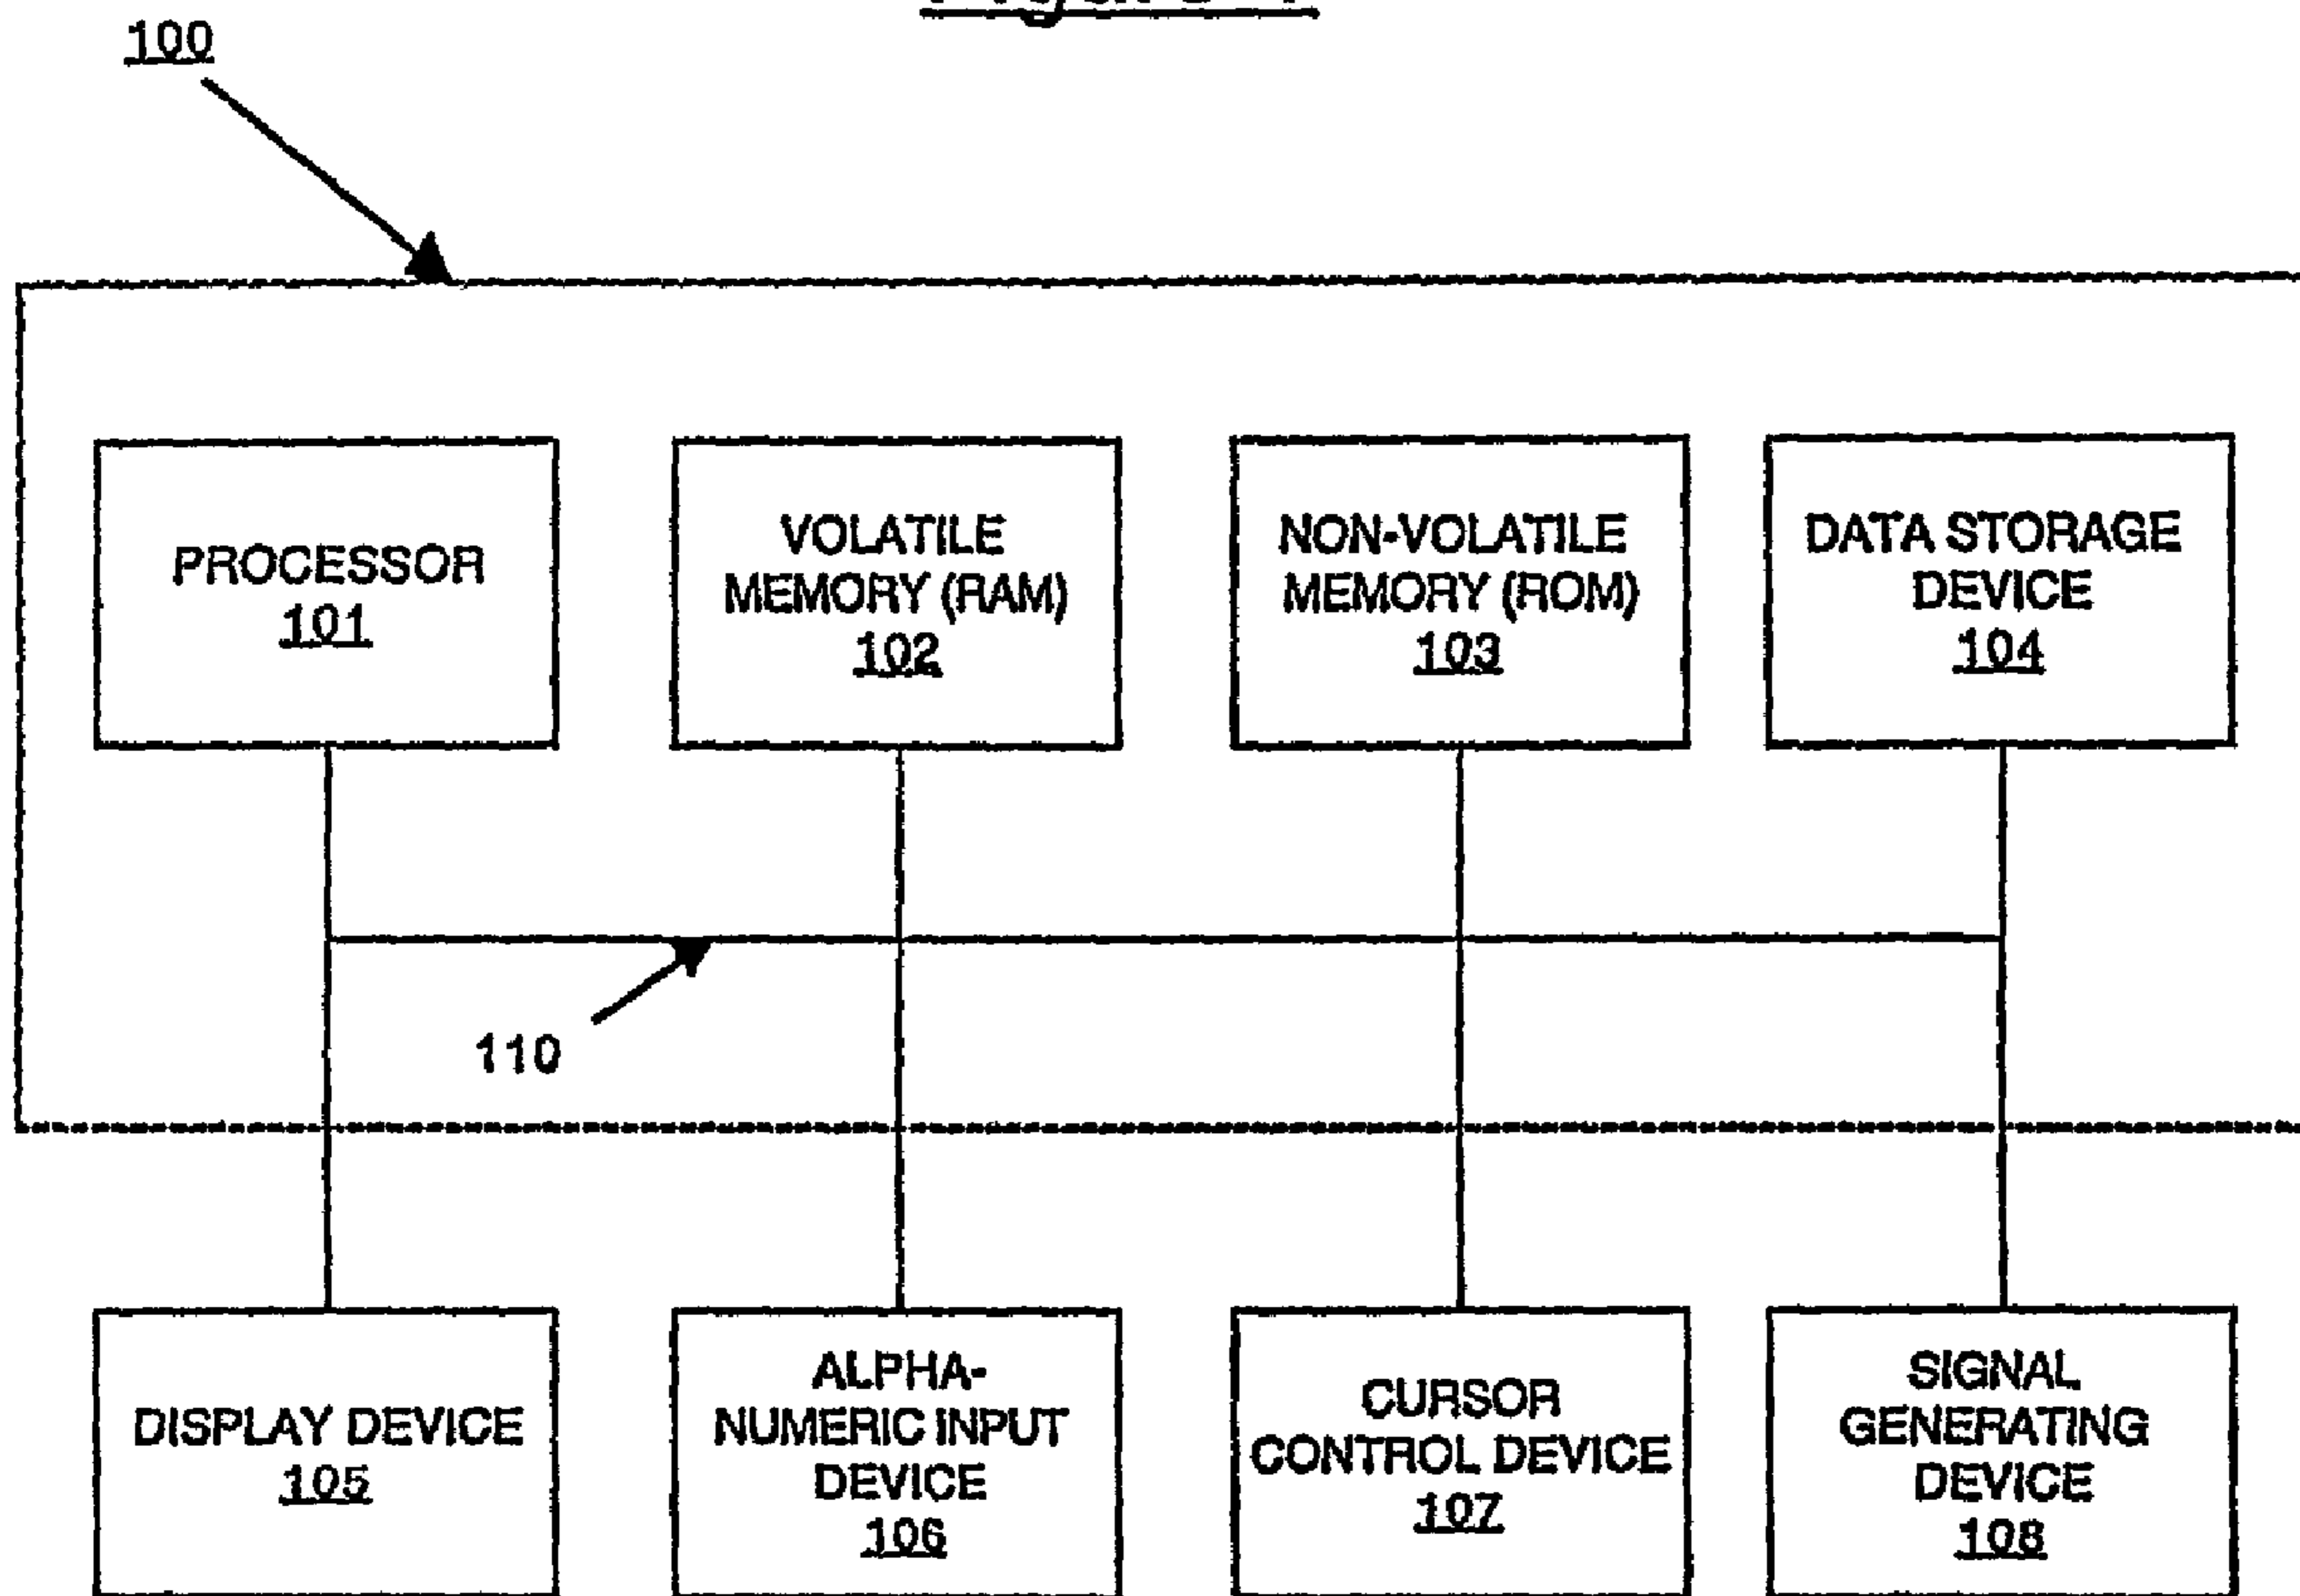 100
PROCESSOR
101
VOLATILE
MEMORY (RAM)
102
NON-VOLATILE
MEMORY (ROM)
103
DATA STORAGE
DEVICE
104
110
DISPLAY DEVICE
105
ALPHA-
NUMERIC INPUT
DEVICE
106
CURSOR
CONTROL DEVICE
107
SIGNAL
GENERATING
DEVICE
108